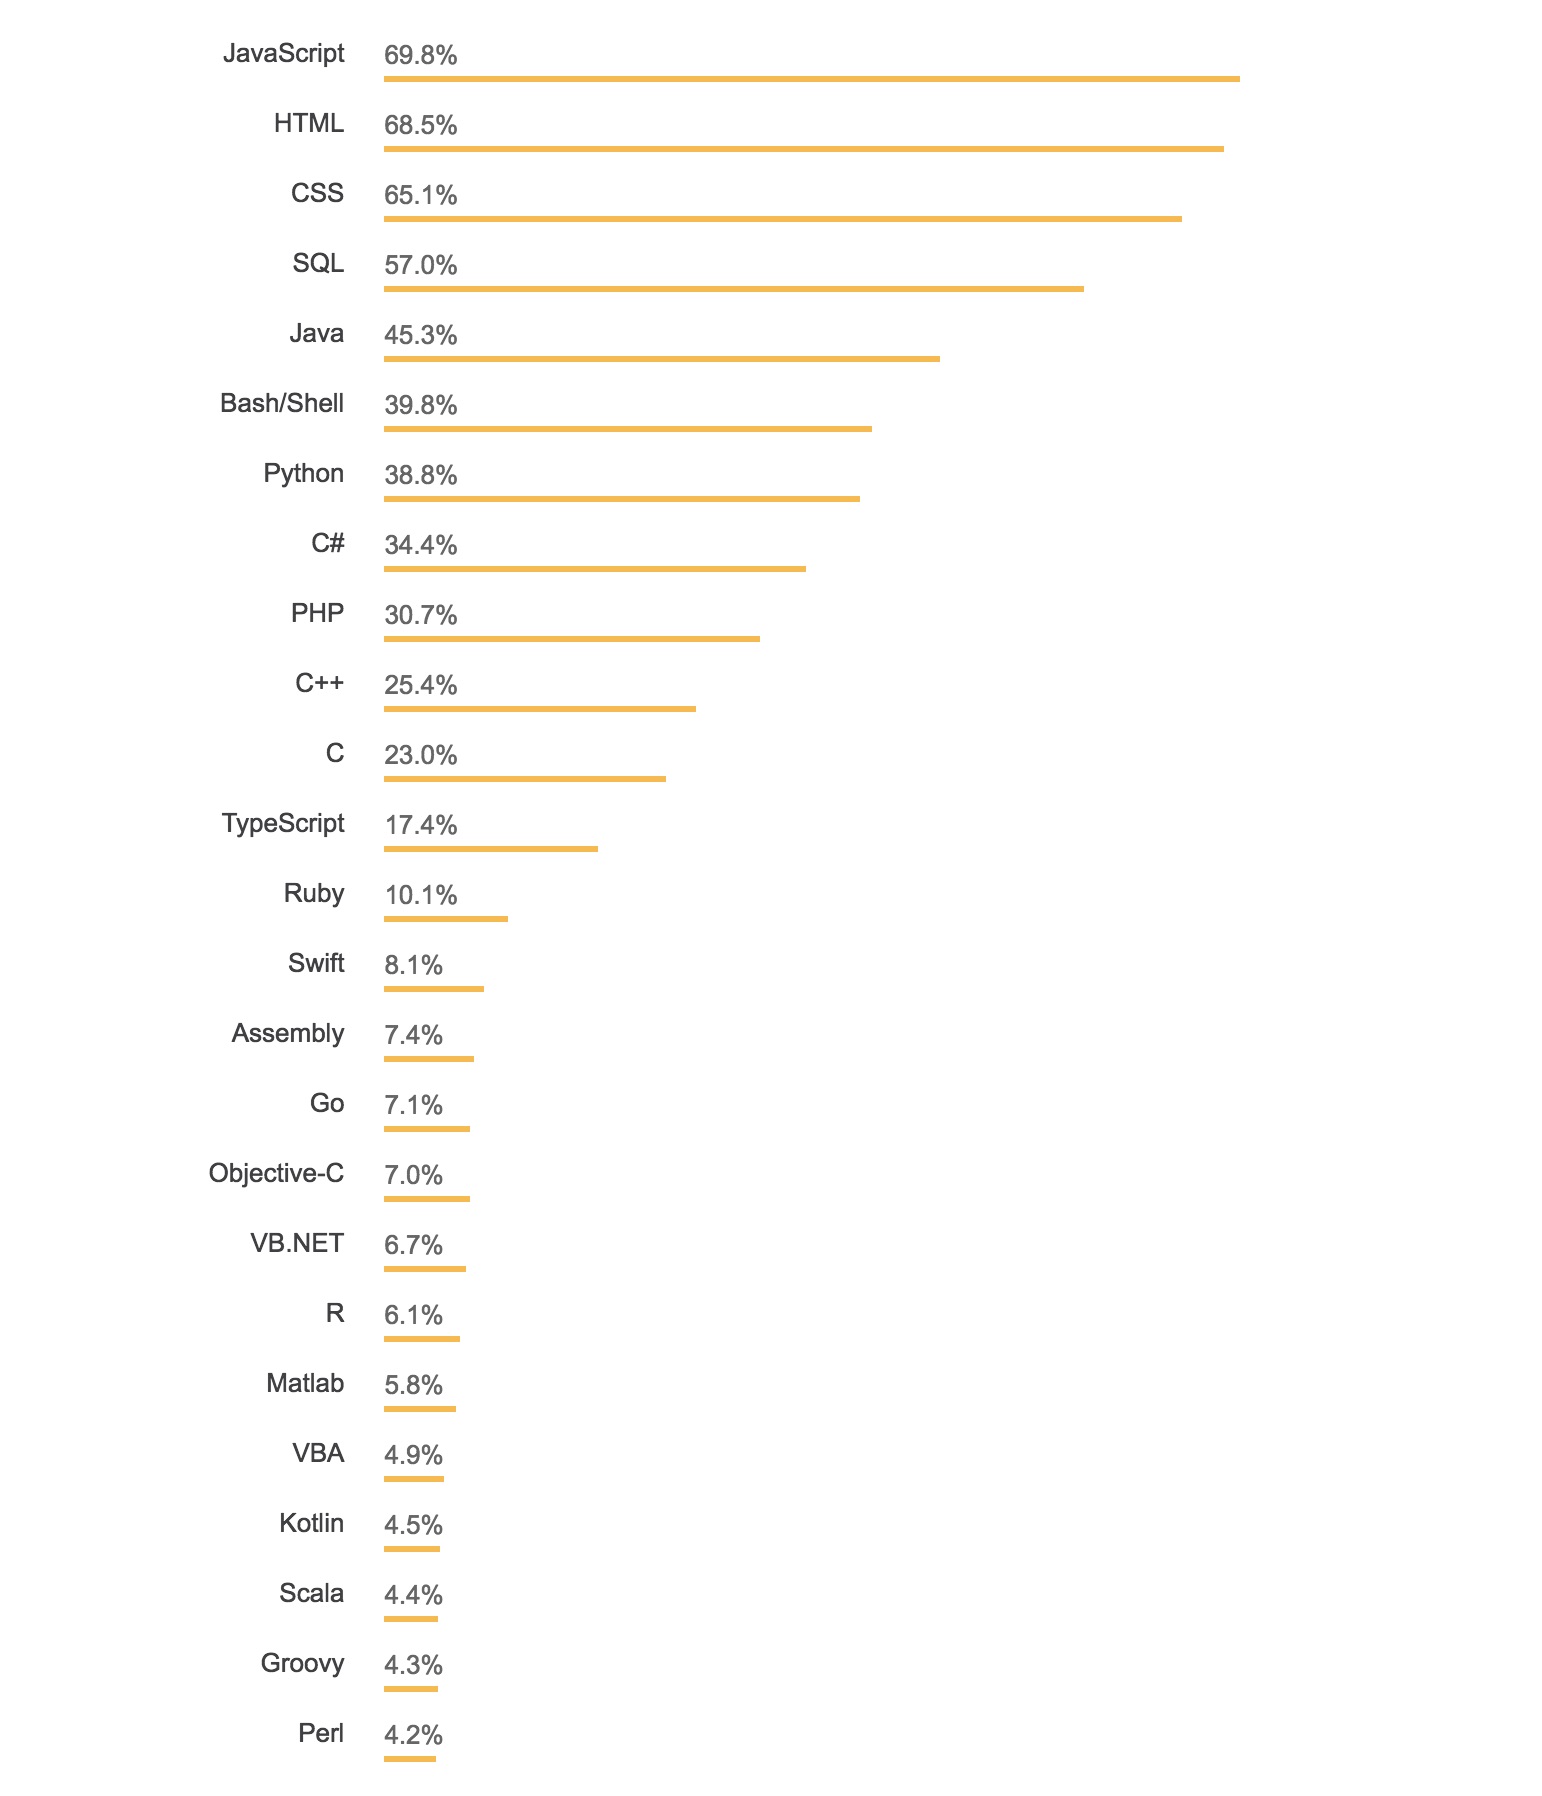 JavaScript 69.8%
HTML 68.5%
CSS 65.1%
SQL 57.0%
Java 45.3%
Bash/Shell 39.8%
Python 38.8%
C# 34.4%
PHP 30.7%
C++ 25.4%
C 23.0%
TypeScript 17.4%
Ruby 10.1%
Swift 8.1%
Assembly 7.4%
Go 7.1%
Objective-C 7.0%
VB.NET 6.7%
R 6.1%
Matlab 5.8%
VBA 4.9%
Kotlin 4.5%
Scala 4.4%
Groovy 4.3%
Perl 4.2%